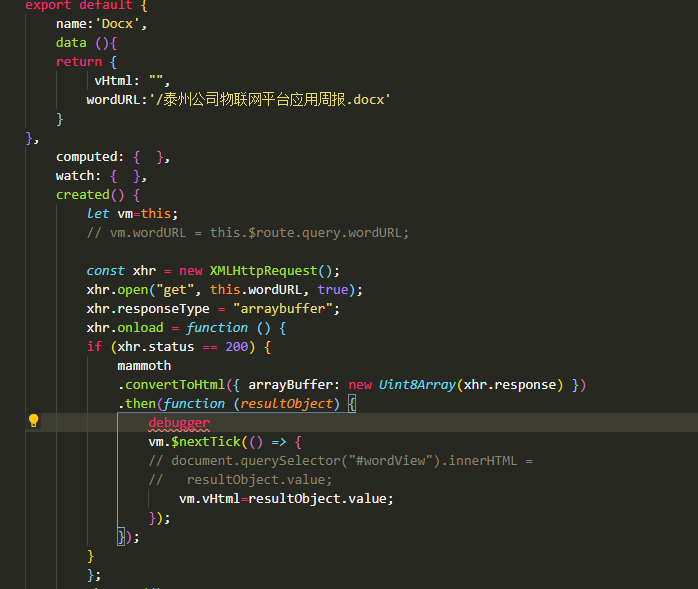 export default {
name:'Docx',
data (){
return {
vHtml: "",
wordURL:'/泰州公司物联网平台应用周报.docx'
}
},
computed: {  },
watch: {  },
created() {
let vm=this;
// vm.wordURL = this.$route.query.wordURL;
const xhr = new XMLHttpRequest();
xhr.open("get", this.wordURL, true);
xhr.responseType = "arraybuffer";
xhr.onload = function () {
if (xhr.status == 200) {
mammoth
.convertToHtml({ arrayBuffer: new Uint8Array(xhr.response) })
.then(function (resultObject) {
debugger
vm.$nextTick(() => {
// document.querySelector("#wordView").innerHTML =
//   resultObject.value;
vm.vHtml=resultObject.value;
});
});
}
};